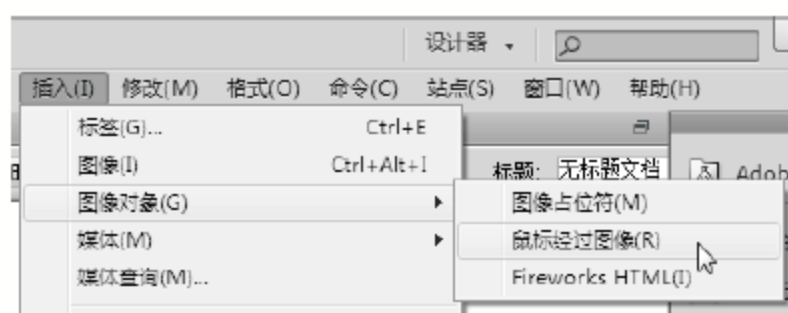 设计器
插入(I) 修改(M) 格式(O) 命令(C) 站点(S) 窗口(W) 帮助(H)
标签(G)... Ctrl+E
图像(I) Ctrl+Alt+I
标题: 无标题文档
Adob
图像对象(G)
图像占位符(M)
媒体(M)
鼠标经过图像(R)
媒体查询(M)...
Fireworks HTML(I)